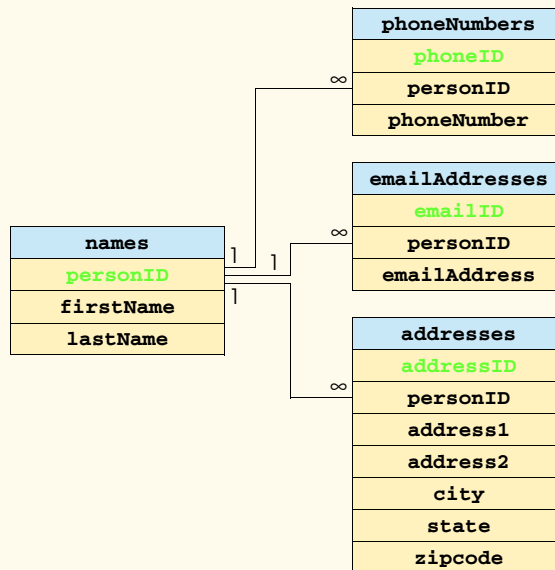 phoneNumbers
phoneID
∞
personID
phoneNumber
emailAddresses
emailID
∞
personID
emailAddress
names
1
1
personID
1
firstName
lastName
addresses
addressID
∞
personID
address1
address2
city
state
zipcode